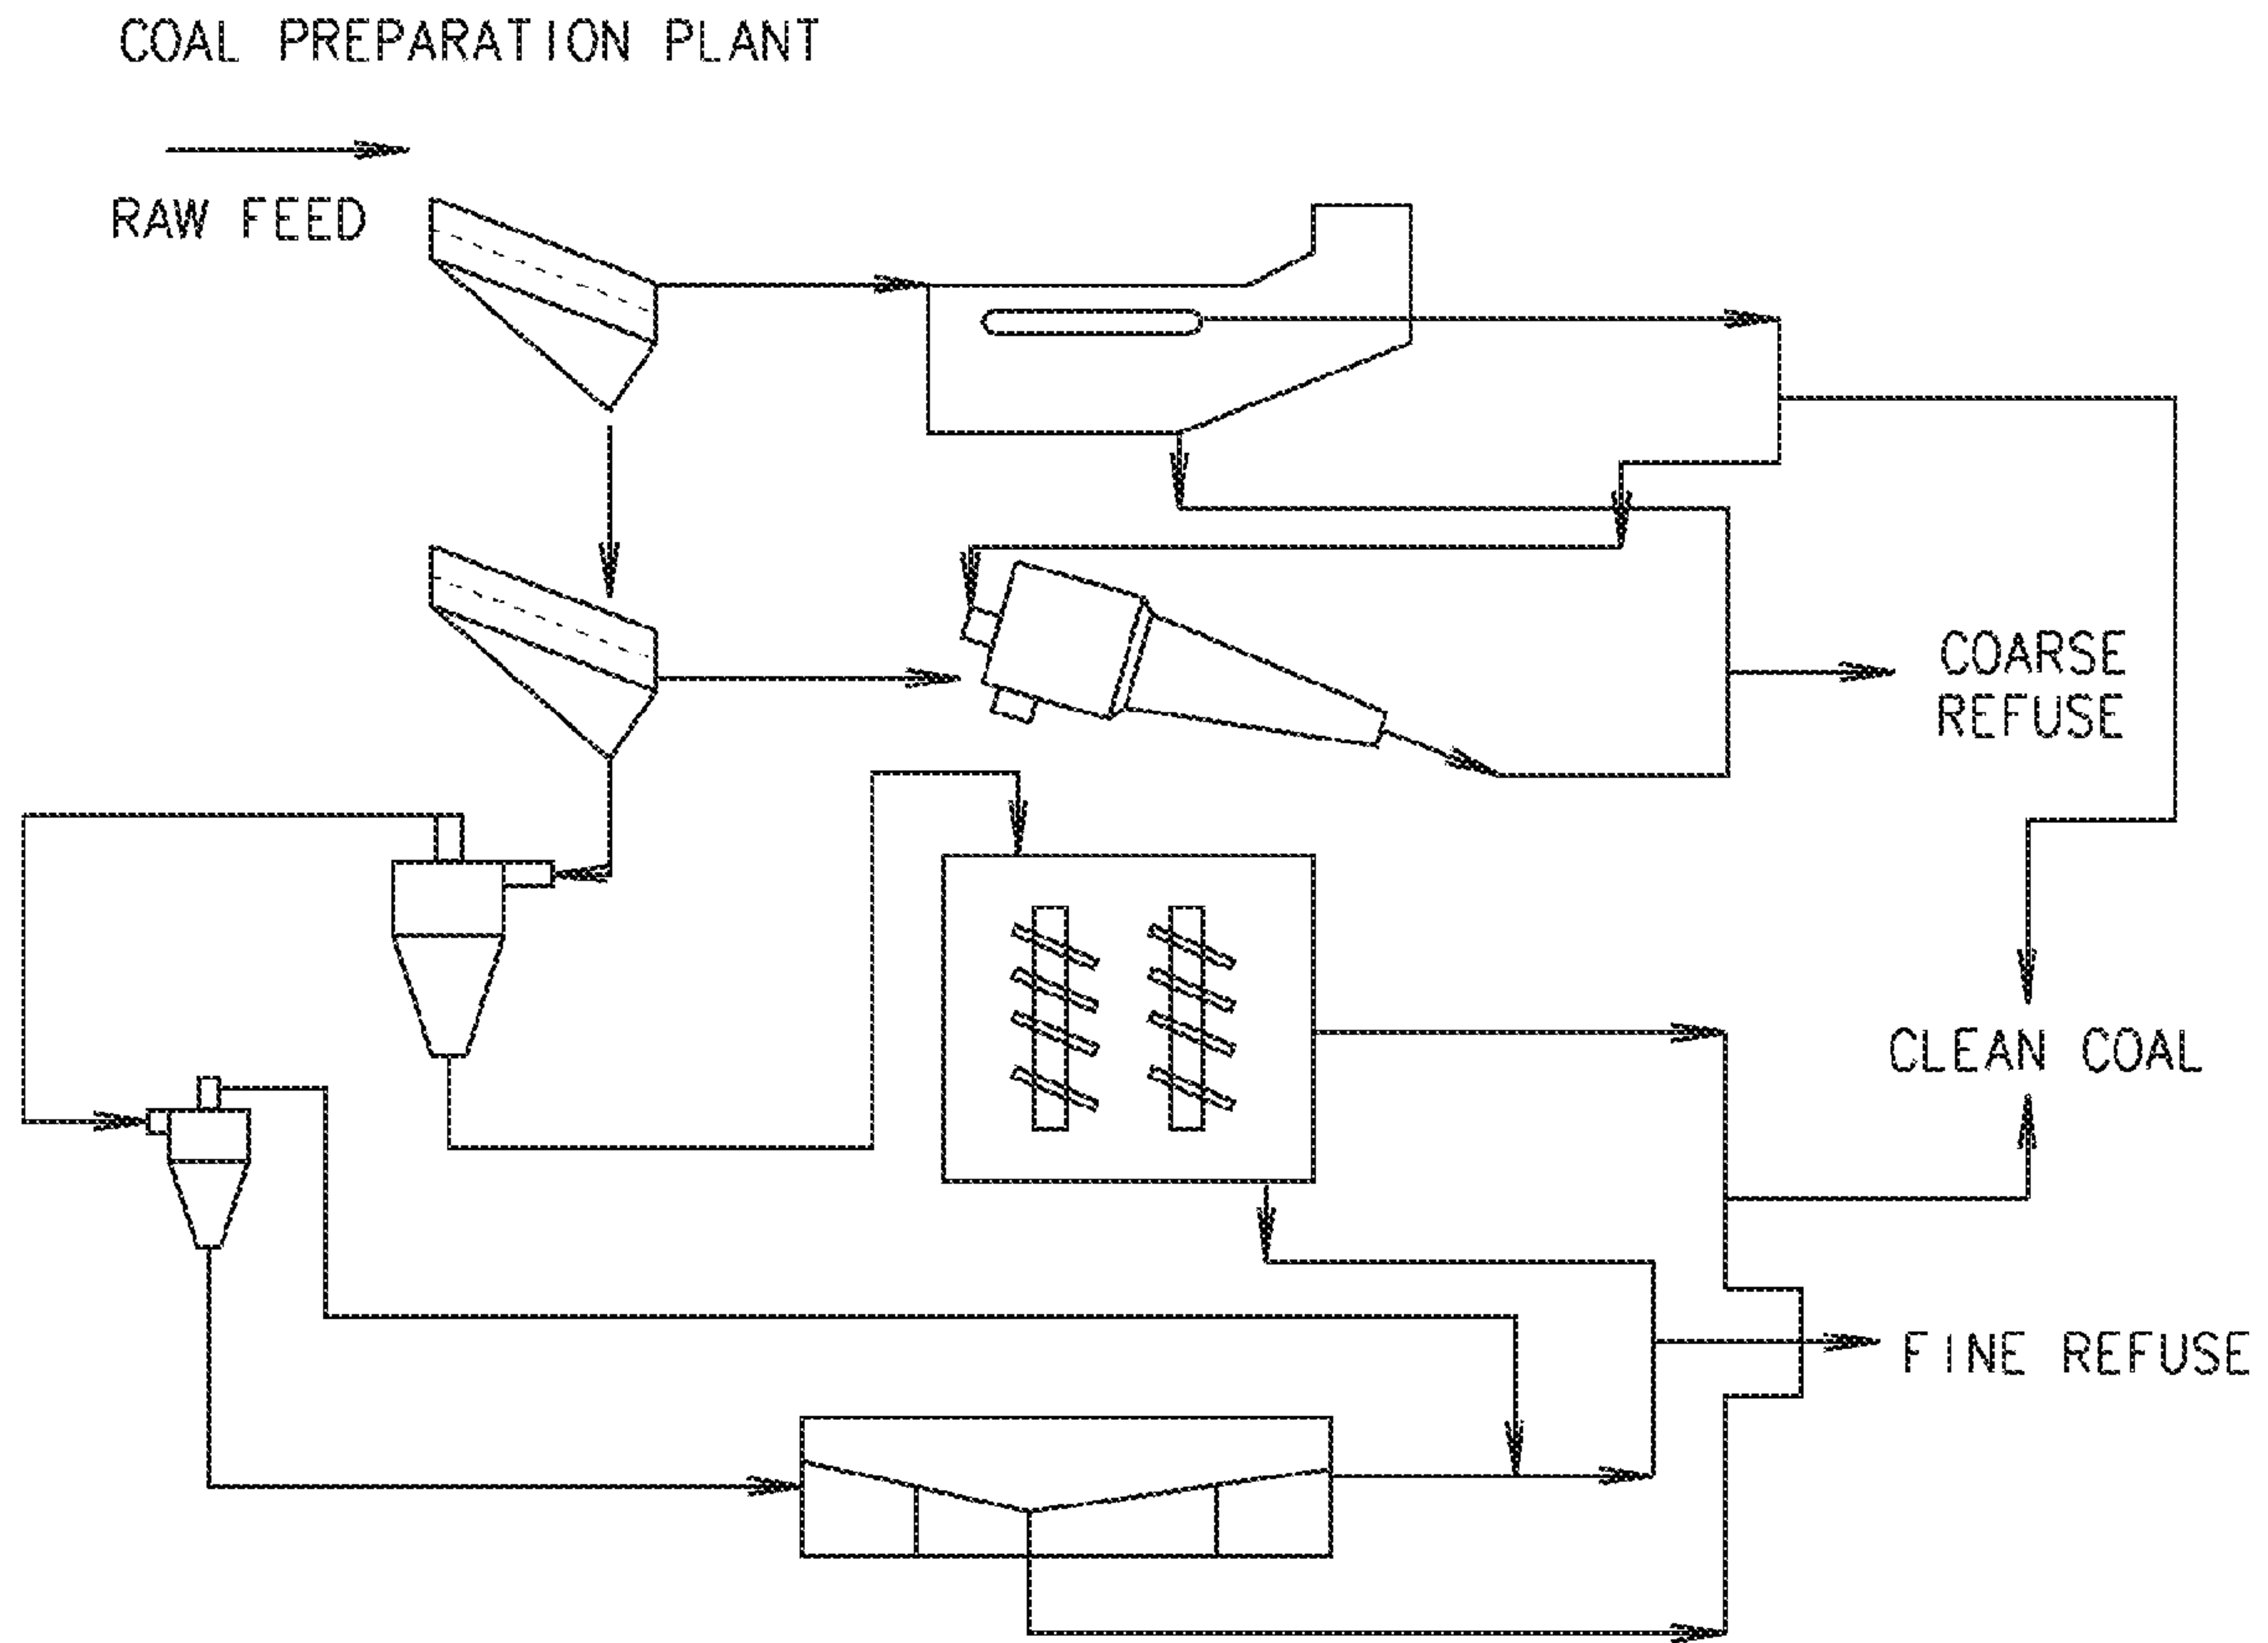 COAL PREPARATION PLANT
RAW FEED
COARSE
REFUSE
CLEAN COAL
FINE REFUSE